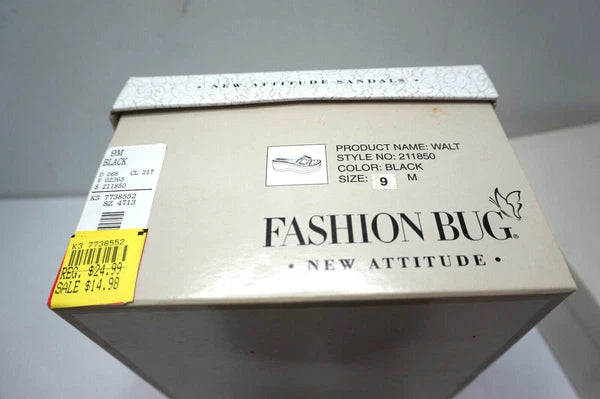 • NEW ATTITUDE SANDALS •
9M
BLACK
D 068 CL 217
V 02365
S 211850
K3 7738552
SZ 4713
K3 7738552
REG. $24.99
SALE $14.98
PRODUCT NAME: WALT
STYLE NO: 211850
COLOR: BLACK
SIZE: 9 M
FASHION BUG®
• NEW ATTITUDE •